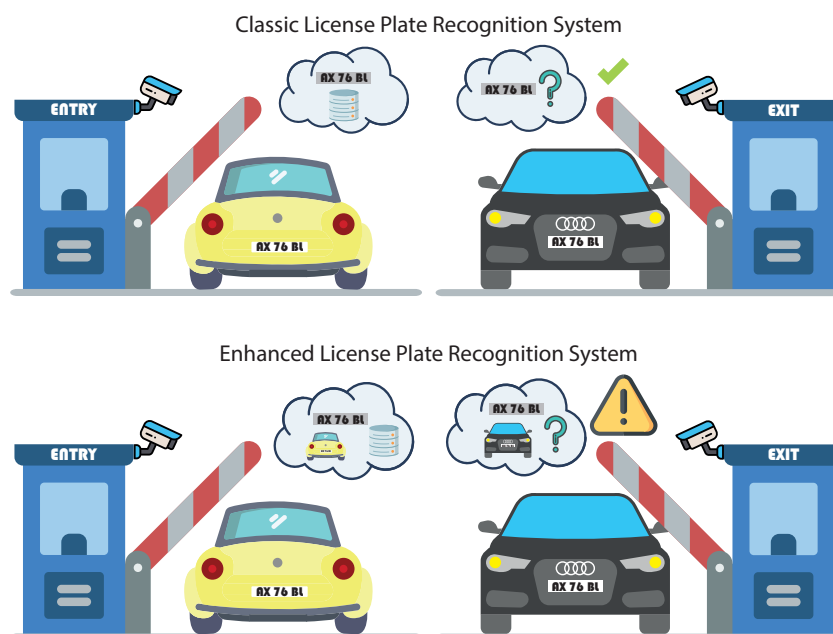 Classic License Plate Recognition System
AX 76 BL
AX 76 BL
ENTRY
EXIT
AX 76 BL
AX 76 BL
Enhanced License Plate Recognition System
AX 76 BL
AX 76 BL
ENTRY
EXIT
AX 76 BL
AX 76 BL